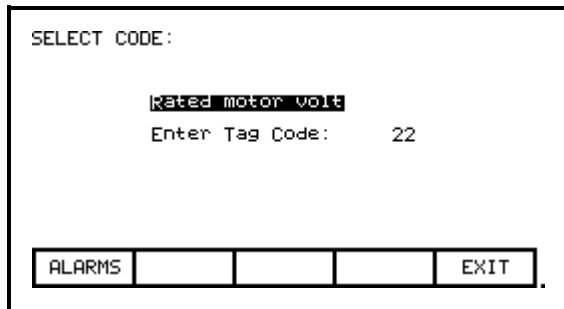 SELECT CODE:
Rated motor volt
Enter Tag Code: 22
ALARMS EXIT